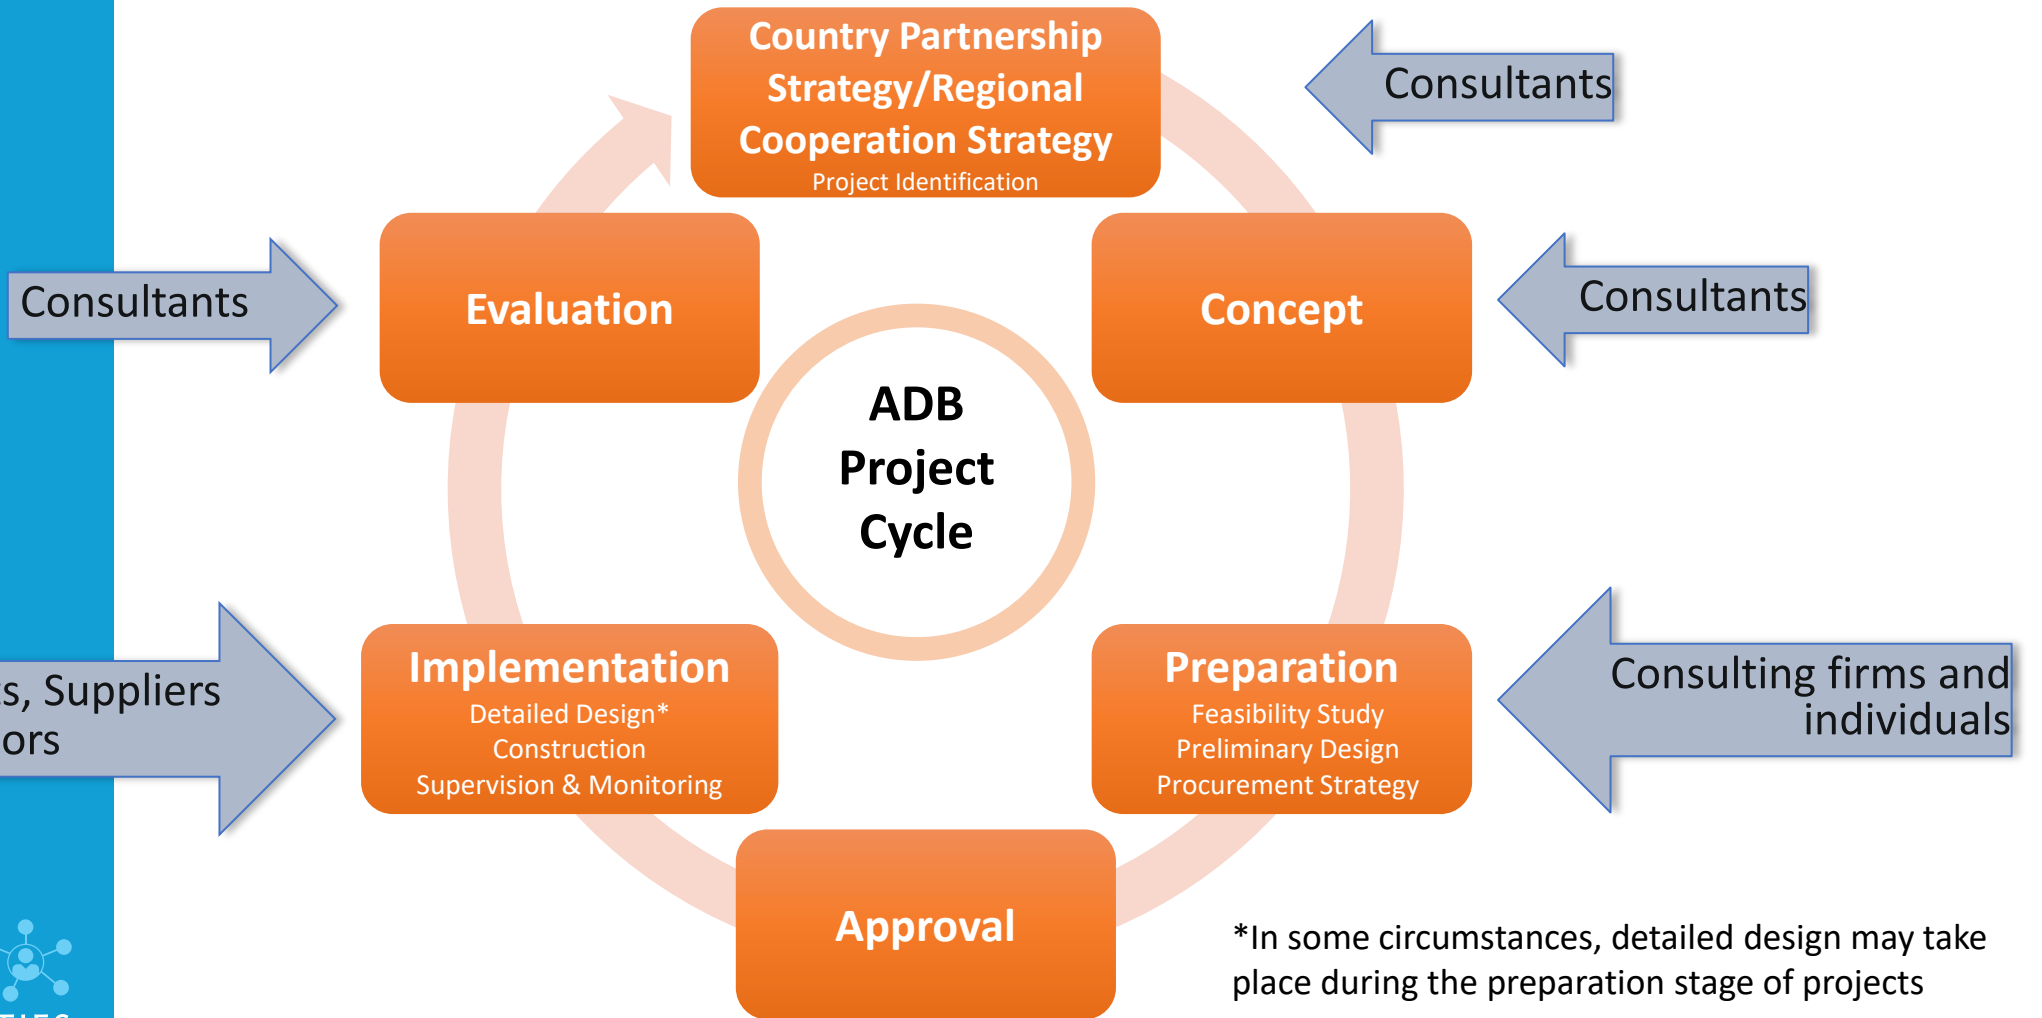 Country Partnership
Strategy/Regional
Cooperation Strategy
Project Identification
Consultants
Evaluation
Concept
Consultants
Consultants
ADB
Project
Cycle
Implementation
Detailed Design*
Construction
Supervision & Monitoring
Preparation
Feasibility Study
Preliminary Design
Procurement Strategy
Suppliers
Consulting firms and
individuals
Approval
*In some circumstances, detailed design may take
place during the preparation stage of projects